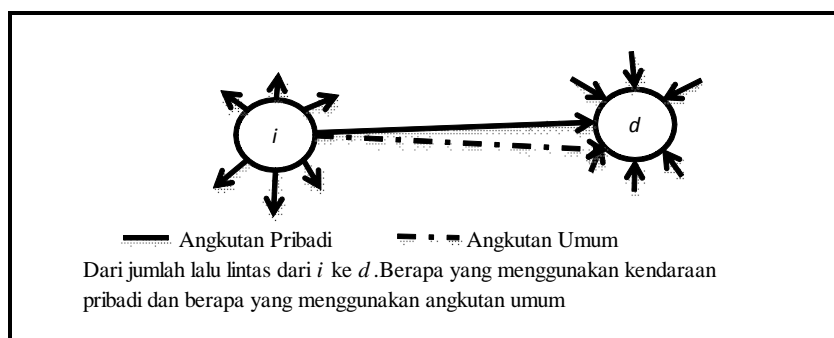 i
d
Angkutan Pribadi
Angkutan Umum
Dari jumlah lalu lintas dari i ke d .Berapa yang menggunakan kendaraan
pribadi dan berapa yang menggunakan angkutan umum